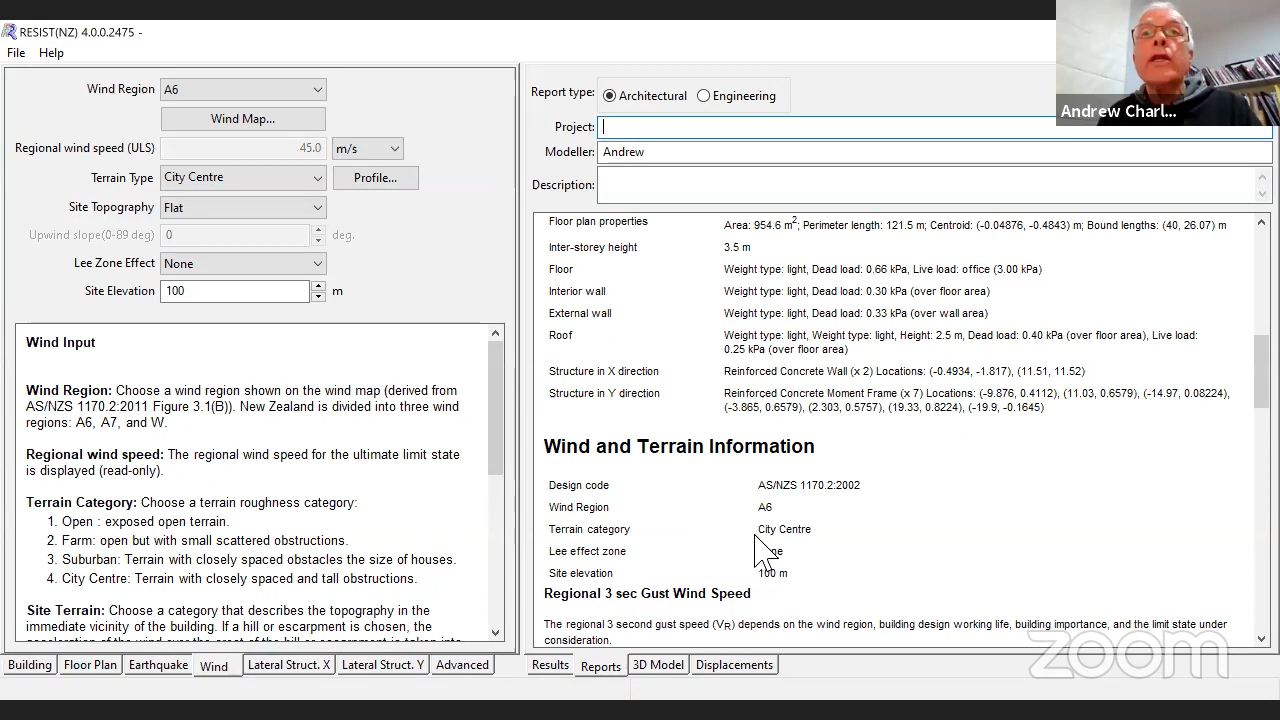 RESIST(NZ) 4.0.0.2475 -
File Help
Wind Region A6
Wind Map...
Regional wind speed (ULS) 45.0 m/s
Terrain Type City Centre Profile...
Site Topography Flat
Upwind slope(0-89 deg) 0 deg.
Lee Zone Effect None
Site Elevation 100 m
Wind Input
Wind Region: Choose a wind region shown on the wind map (derived from
AS/NZS 1170.2:2011 Figure 3.1(B)). New Zealand is divided into three wind
regions: A6, A7, and W.
Regional wind speed: The regional wind speed for the ultimate limit state
is displayed (read-only).
Terrain Category: Choose a terrain roughness category:
1. Open : exposed open terrain.
2. Farm: open but with small scattered obstructions.
3. Suburban: Terrain with closely spaced obstacles the size of houses.
4. City Centre: Terrain with closely spaced and tall obstructions.
Site Terrain: Choose a category that describes the topography in the
immediate vicinity of the building. If a hill or escarpment is chosen, the
acceleration of the wind over the crest of the hill or escarpment is taken into
Building Floor Plan Earthquake Wind Lateral Struct. X Lateral Struct. Y Advanced
Report type: Architectural Engineering
Project:
Modeller: Andrew
Description:
Floor plan properties Area: 954.6 m2; Perimeter length: 121.5 m; Centroid: (-0.04876, -0.4843) m; Bound lengths: (40, 26.07) m
Inter-storey height 3.5 m
Floor Weight type: light, Dead load: 0.66 kPa, Live load: office (3.00 kPa)
Interior wall Weight type: light, Dead load: 0.30 kPa (over floor area)
External wall Weight type: light, Dead load: 0.33 kPa (over wall area)
Roof Weight type: light, Weight type: light, Height: 2.5 m, Dead load: 0.40 kPa (over floor area), Live load:
0.25 kPa (over floor area)
Structure in X direction Reinforced Concrete Wall (x 2) Locations: (-0.4934, -1.817), (11.51, 11.52)
Structure in Y direction Reinforced Concrete Moment Frame (x 7) Locations: (-9.876, 0.4112), (11.03, 0.6579), (-14.97, 0.08224),
(-3.865, 0.6579), (2.303, 0.5757), (19.33, 0.8224), (-19.9, -0.1645)
Wind and Terrain Information
Design code AS/NZS 1170.2:2002
Wind Region A6
Terrain category City Centre
Lee effect zone
Site elevation 100 m
Regional 3 sec Gust Wind Speed
The regional 3 second gust speed (VR) depends on the wind region, building design working life, building importance, and the limit state under
consideration.
Results Reports 3D Model Displacements
Andrew Charl...
zoom